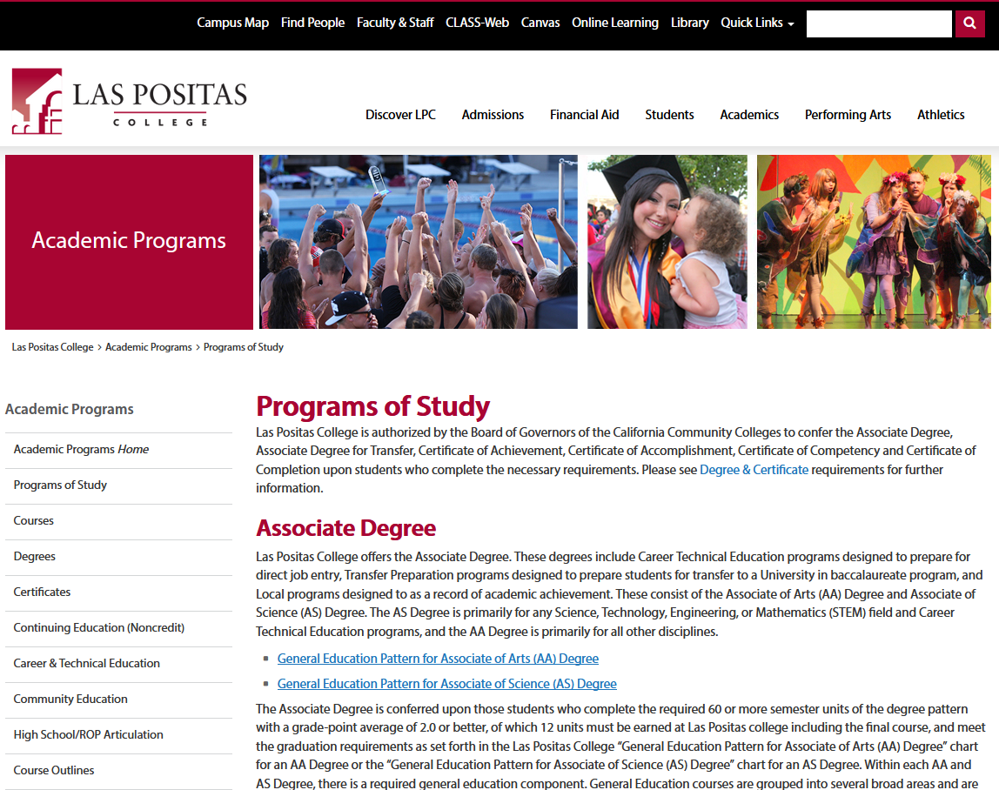 Campus Map Find People Faculty & Staff CLASS-Web Canvas Online Learning Library Quick Links
LAS POSITAS
COLLEGE
Discover LPC Admissions Financial Aid Students Academics Performing Arts Athletics
Academic Programs
Las Positas College > Academic Programs > Programs of Study
Academic Programs
Academic Programs Home
Programs of Study
Courses
Degrees
Certificates
Continuing Education (Noncredit)
Career & Technical Education
Community Education
High School/ROP Articulation
Course Outlines
Programs of Study
Las Positas College is authorized by the Board of Governors of the California Community Colleges to confer the Associate Degree,
Associate Degree for Transfer, Certificate of Achievement, Certificate of Accomplishment, Certificate of Competency and Certificate of
Completion upon students who complete the necessary requirements. Please see Degree & Certificate requirements for further
information.
Associate Degree
Las Positas College offers the Associate Degree. These degrees include Career Technical Education programs designed to prepare for
direct job entry, Transfer Preparation programs designed to prepare students for transfer to a University in baccalaureate program, and
Local programs designed to as a record of academic achievement. These consist of the Associate of Arts (AA) Degree and Associate of
Science (AS) Degree. The AS Degree is primarily for any Science, Technology, Engineering, or Mathematics (STEM) field and Career
Technical Education programs, and the AA Degree is primarily for all other disciplines.
General Education Pattern for Associate of Arts (AA) Degree
General Education Pattern for Associate of Science (AS) Degree
The Associate Degree is conferred upon those students who complete the required 60 or more semester units of the degree pattern
with a grade-point average of 2.0 or better, of which 12 units must be earned at Las Positas college including the final course, and meet
the graduation requirements as set forth in the Las Positas College “General Education Pattern for Associate of Arts (AA) Degree” chart
for an AA Degree or the “General Education Pattern for Associate of Science (AS) Degree” chart for an AS Degree. Within each AA and
AS Degree, there is a required general education component. General Education courses are grouped into several broad areas and are